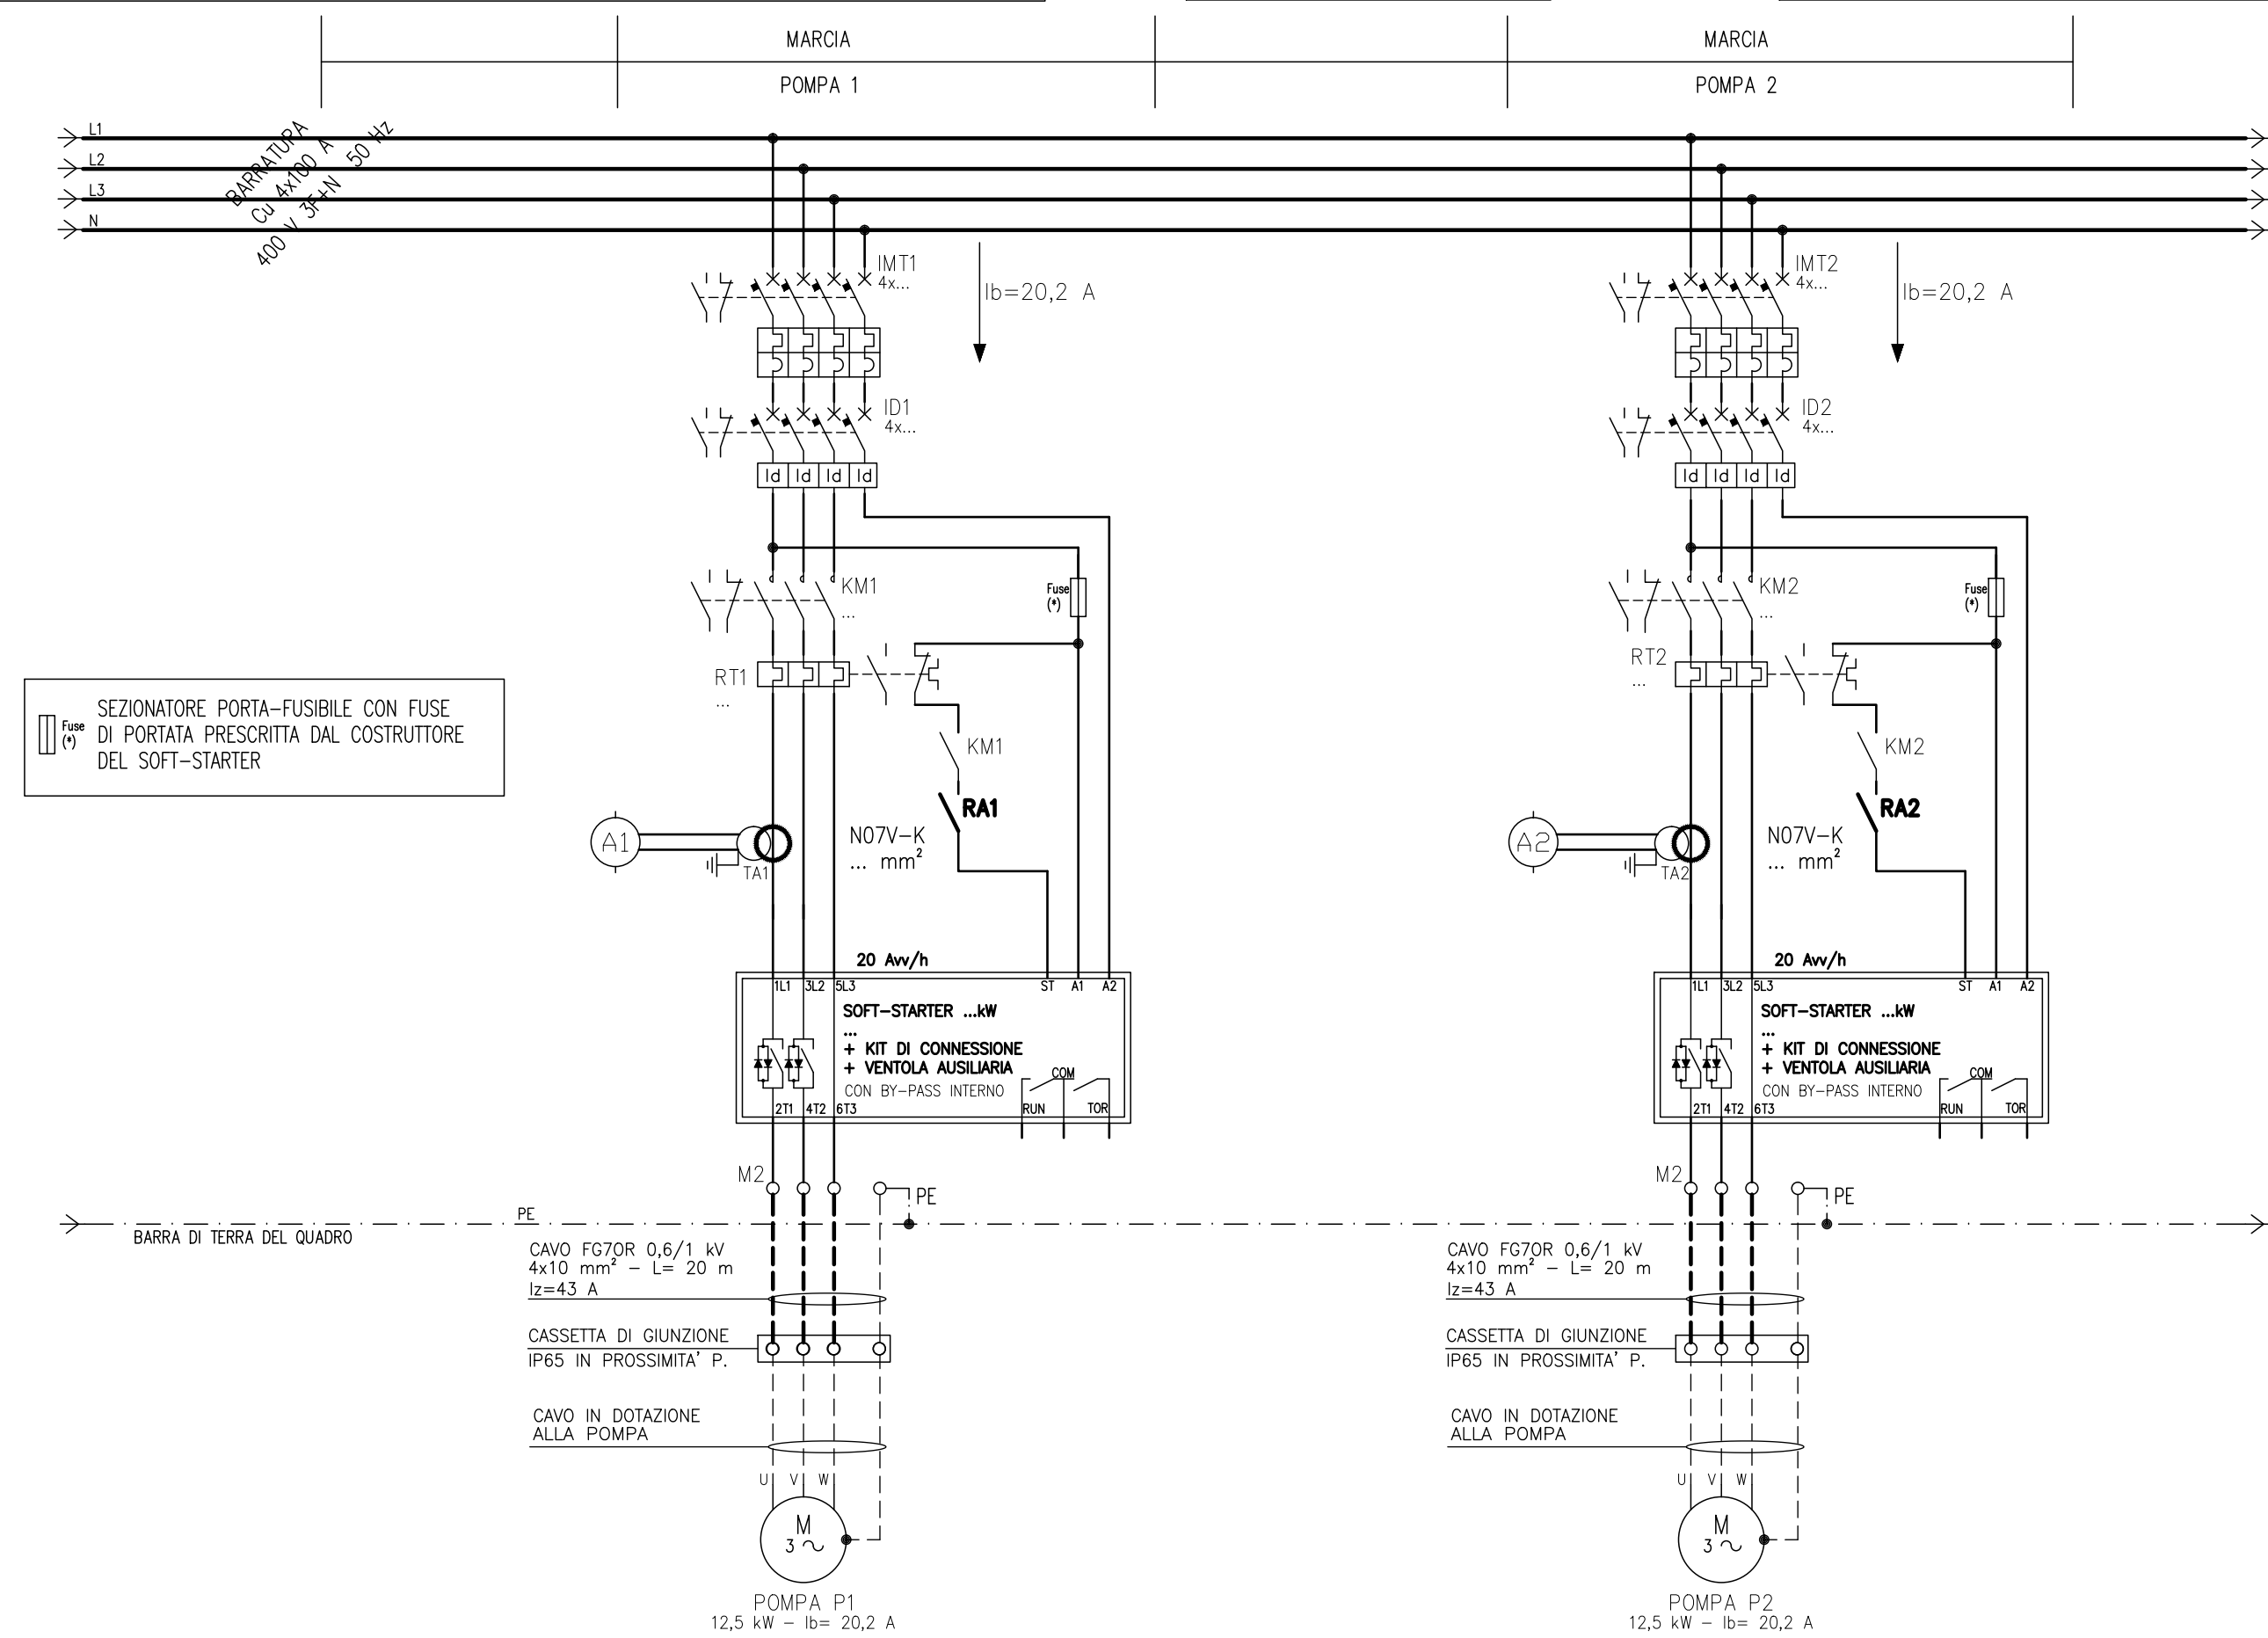 MARCIA
POMPA 1
MARCIA
POMPA 2
L1
L2
L3
N
BARRATUPA
Cu 4x100 A
400 V 3F+N 50 Hz
IMT1
4x...
Ib=20,2 A
ID1
4x...
Id Id Id Id
KM1
...
Fuse
(*)
RT1
...
KM1
RA1
A1
TA1
N07V-K
... mm²
20 Avv/h
1L1 3L2 5L3 ST A1 A2
SOFT-STARTER ...kW
...
+ KIT DI CONNESSIONE
+ VENTOLA AUSILIARIA
CON BY-PASS INTERNO
COM
2T1 4T2 6T3 RUN TOR
M2
PE
IMT2
4x...
Ib=20,2 A
ID2
4x...
Id Id Id Id
KM2
...
Fuse
(*)
RT2
...
KM2
RA2
A2
TA2
N07V-K
... mm²
20 Avv/h
1L1 3L2 5L3 ST A1 A2
SOFT-STARTER ...kW
...
+ KIT DI CONNESSIONE
+ VENTOLA AUSILIARIA
CON BY-PASS INTERNO
COM
2T1 4T2 6T3 RUN TOR
M2
PE
Fuse
(*)
SEZIONATORE PORTA-FUSIBILE CON FUSE
DI PORTATA PRESCRITTA DAL COSTRUTTORE
DEL SOFT-STARTER
PE
BARRA DI TERRA DEL QUADRO
CAVO FG7OR 0,6/1 kV
4x10 mm² - L= 20 m
Iz=43 A
CASSETTA DI GIUNZIONE
IP65 IN PROSSIMITA' P.
CAVO IN DOTAZIONE
ALLA POMPA
U V W
M
3
POMPA P1
12,5 kW - Ib= 20,2 A
CAVO FG7OR 0,6/1 kV
4x10 mm² - L= 20 m
Iz=43 A
CASSETTA DI GIUNZIONE
IP65 IN PROSSIMITA' P.
CAVO IN DOTAZIONE
ALLA POMPA
U V W
M
3
POMPA P2
12,5 kW - Ib= 20,2 A